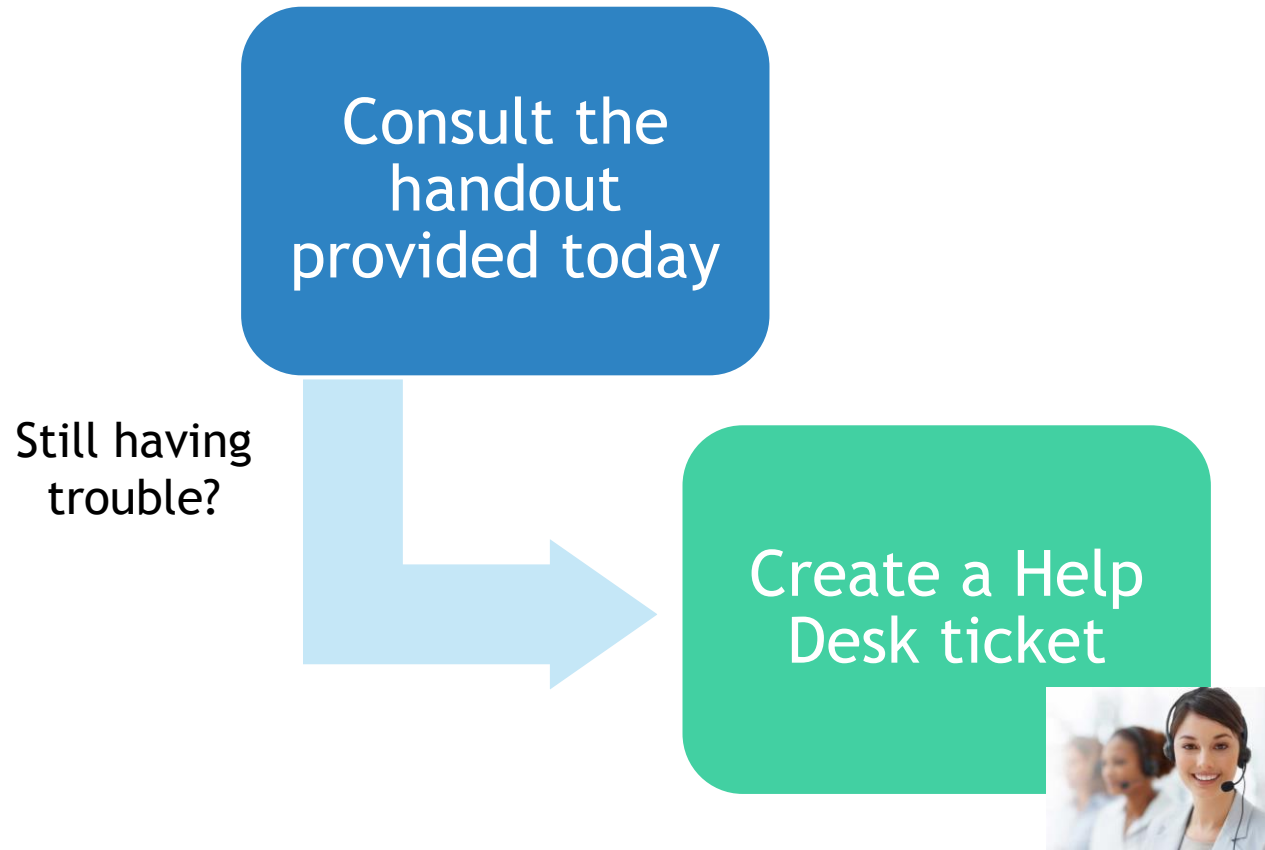 Consult the
handout
provided today
Still having
trouble?
Create a Help
Desk ticket